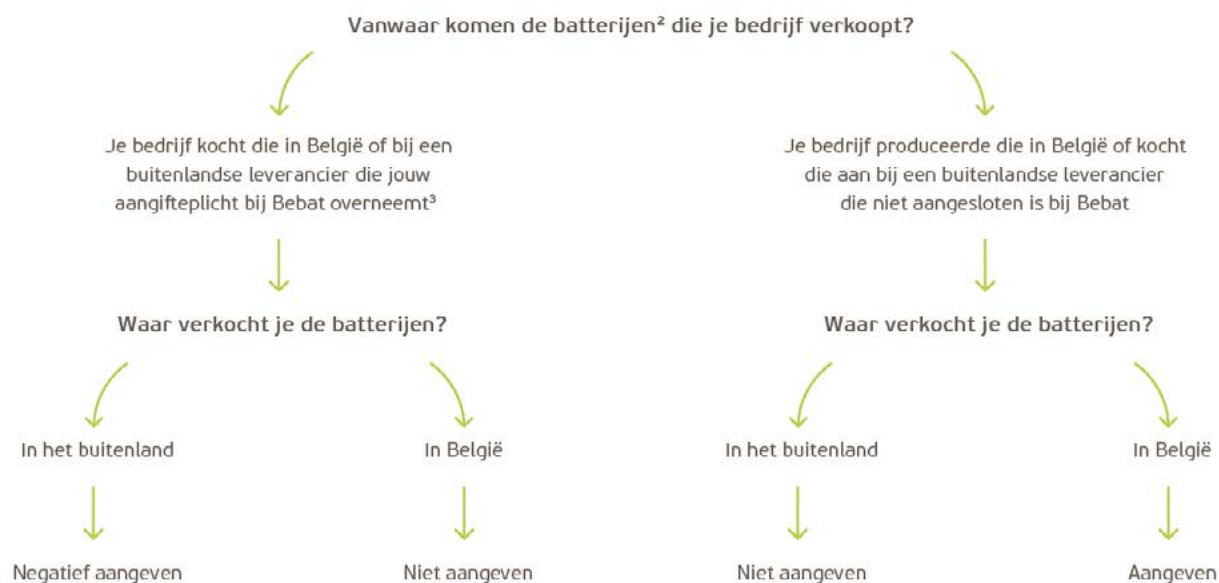 Vanwaar komen de batterijen² die je bedrijf verkoopt?
Je bedrijf kocht die in België of bij een
buitenlandse leverancier die jouw
aangifteplicht bij Bebat overneemt³
Je bedrijf produceerde die in België of kocht
die aan bij een buitenlandse leverancier
die niet aangesloten is bij Bebat
Waar verkocht je de batterijen?
Waar verkocht je de batterijen?
In het buitenland
In België
In het buitenland
In België
Negatief aangeven
Niet aangeven
Niet aangeven
Aangeven